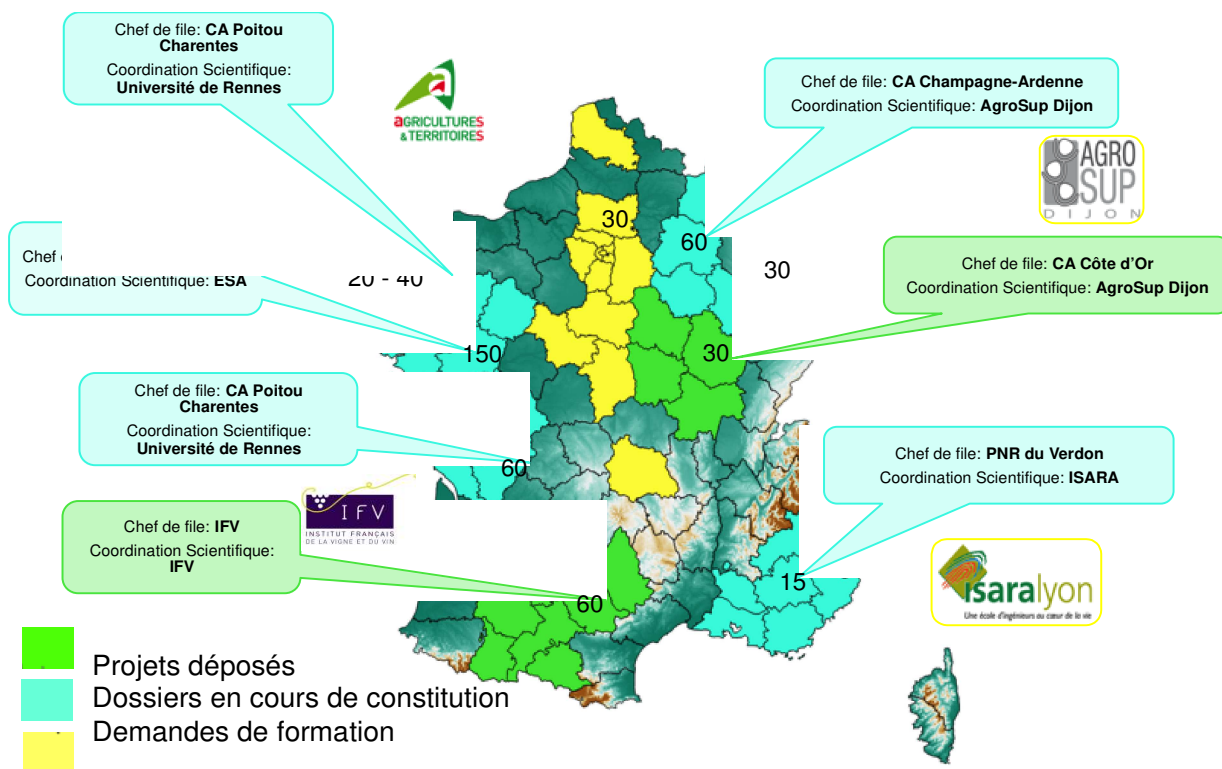 Chef de file: CA Poitou
Charentes
Coordination Scientifique:
Université de Rennes
aGRICULTURES
& TERRITOIRES
Chef de file: CA Champagne-Ardenne
Coordination Scientifique: AgroSup Dijon
AGRO
SUP
DIJON
30
60
Chef d
Coordination Scientifique: ESA
20 - 40
30
Chef de file: CA Côte d'Or
Coordination Scientifique: AgroSup Dijon
150
30
Chef de file: CA Poitou
Charentes
Coordination Scientifique:
Université de Rennes
60
Chef de file: PNR du Verdon
Coordination Scientifique: ISARA
IFV
INSTITUT FRANÇAIS
DE LA VIGNE ET DU VIN
Chef de file: IFV
Coordination Scientifique:
IFV
60
15
isaralyon
Une école d'ingénieurs au cœur de la vie
Projets déposés
Dossiers en cours de constitution
Demandes de formation